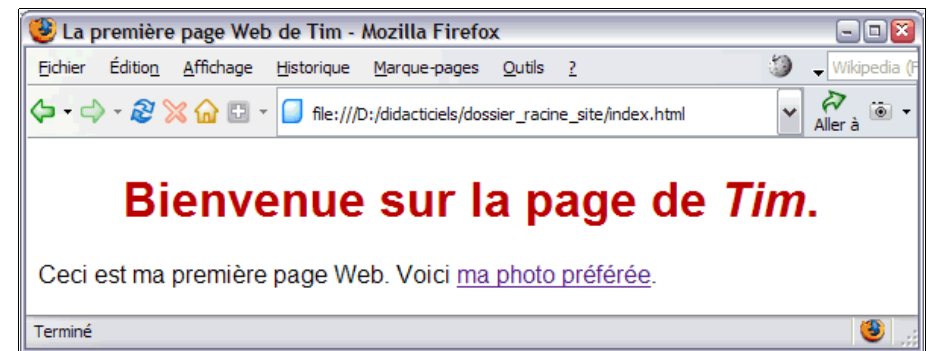 La première page Web de Tim - Mozilla Firefox
Fichier Édition Affichage Historique Marque-pages Outils ? Wikipedia (F
file:///D:/didacticiels/dossier_racine_site/index.html Aller à
Bienvenue sur la page de Tim.
Ceci est ma première page Web. Voici ma photo préférée.
Terminé